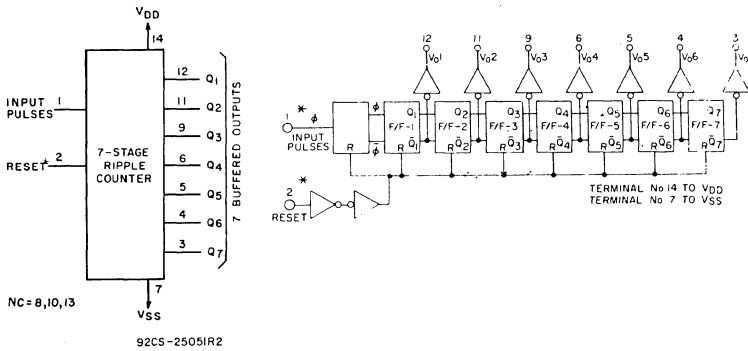 VDD
14
INPUT
PULSES
1
RESET*
2
7-STAGE
RIPPLE
COUNTER
12 Q1
11 Q2
9 Q3
6 Q4
5 Q5
4 Q6
3 Q7
7 BUFFERED OUTPUTS
7
VSS
NC=8,10,13
92CS-25051R2
12 11 9 6 5 4 3
VO1 VO2 VO3 VO4 VO5 VO6
* φ φ
1
INPUT
PULSES
φ̅
R
Q1 Q2 Q3 Q4 Q5 Q6 Q7
F/F-1 F/F-2 F/F-3 F/F-4 F/F-5 F/F-6 F/F-7
R Q̅1 R Q̅2 R Q̅3 R Q̅4 R Q̅5 R Q̅6 R Q̅7
2 *
RESET
TERMINAL No 14 TO VDD
TERMINAL No 7 TO VSS